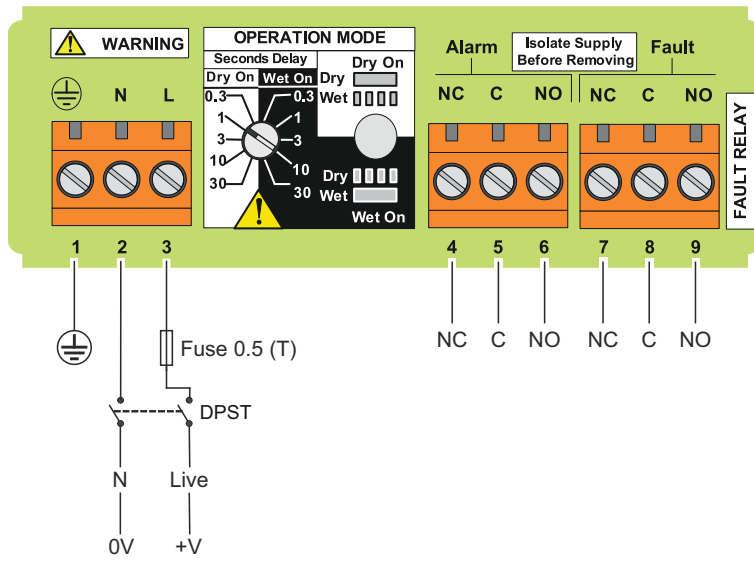 WARNING
N L
1 2 3
OPERATION MODE
Seconds Delay
Dry On Wet On
0.3 0.3
1 1
3 3
10 10
30 30
Dry On
Dry
Wet
Dry
Wet
Wet On
Alarm
Isolate Supply
Before Removing
Fault
NC C NO NC C NO
FAULT RELAY
4 5 6 7 8 9
NC C NO NC C NO
Fuse 0.5 (T)
DPST
N Live
0V +V